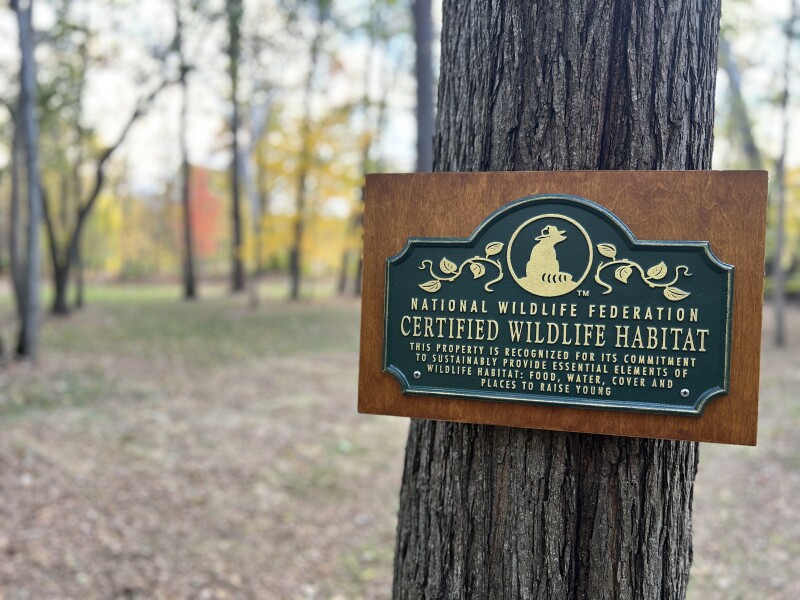 ™
NATIONAL WILDLIFE FEDERATION
CERTIFIED WILDLIFE HABITAT
THIS PROPERTY IS RECOGNIZED FOR ITS COMMITMENT
TO SUSTAINABLY PROVIDE ESSENTIAL ELEMENTS OF
WILDLIFE HABITAT: FOOD, WATER, COVER AND
PLACES TO RAISE YOUNG